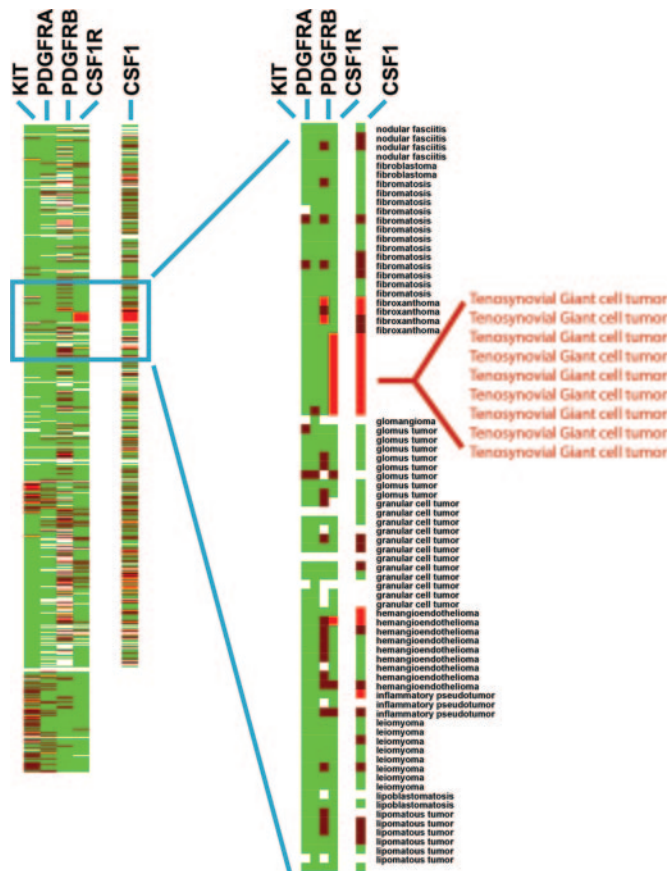 KIT
PDGFRA
PDGFRB
CSF1R
CSF1
KIT
PDGFRA
PDGFRB
CSF1R
CSF1
nodular fasciitis
nodular fasciitis
nodular fasciitis
nodular fasciitis
fibroblastoma
fibroblastoma
fibromatosis
fibromatosis
fibromatosis
fibromatosis
fibromatosis
fibromatosis
fibromatosis
fibromatosis
fibromatosis
fibromatosis
fibromatosis
fibromatosis
fibromatosis
fibroxanthoma
fibroxanthoma
fibroxanthoma
fibroxanthoma
Tenosynovial Giant cell tumor
Tenosynovial Giant cell tumor
Tenosynovial Giant cell tumor
Tenosynovial Giant cell tumor
Tenosynovial Giant cell tumor
Tenosynovial Giant cell tumor
Tenosynovial Giant cell tumor
Tenosynovial Giant cell tumor
Tenosynovial Giant cell tumor
glomangioma
glomus tumor
glomus tumor
glomus tumor
glomus tumor
glomus tumor
glomus tumor
glomus tumor
glomus tumor
granular cell tumor
granular cell tumor
granular cell tumor
granular cell tumor
granular cell tumor
granular cell tumor
granular cell tumor
granular cell tumor
granular cell tumor
granular cell tumor
granular cell tumor
granular cell tumor
hemangioendothelioma
hemangioendothelioma
hemangioendothelioma
hemangioendothelioma
hemangioendothelioma
hemangioendothelioma
hemangioendothelioma
hemangioendothelioma
hemangioendothelioma
inflammatory pseudotumor
inflammatory pseudotumor
inflammatory pseudotumor
leiomyoma
leiomyoma
leiomyoma
leiomyoma
leiomyoma
leiomyoma
leiomyoma
leiomyoma
lipoblastomatosis
lipoblastomatosis
lipomatous tumor
lipomatous tumor
lipomatous tumor
lipomatous tumor
lipomatous tumor
lipomatous tumor